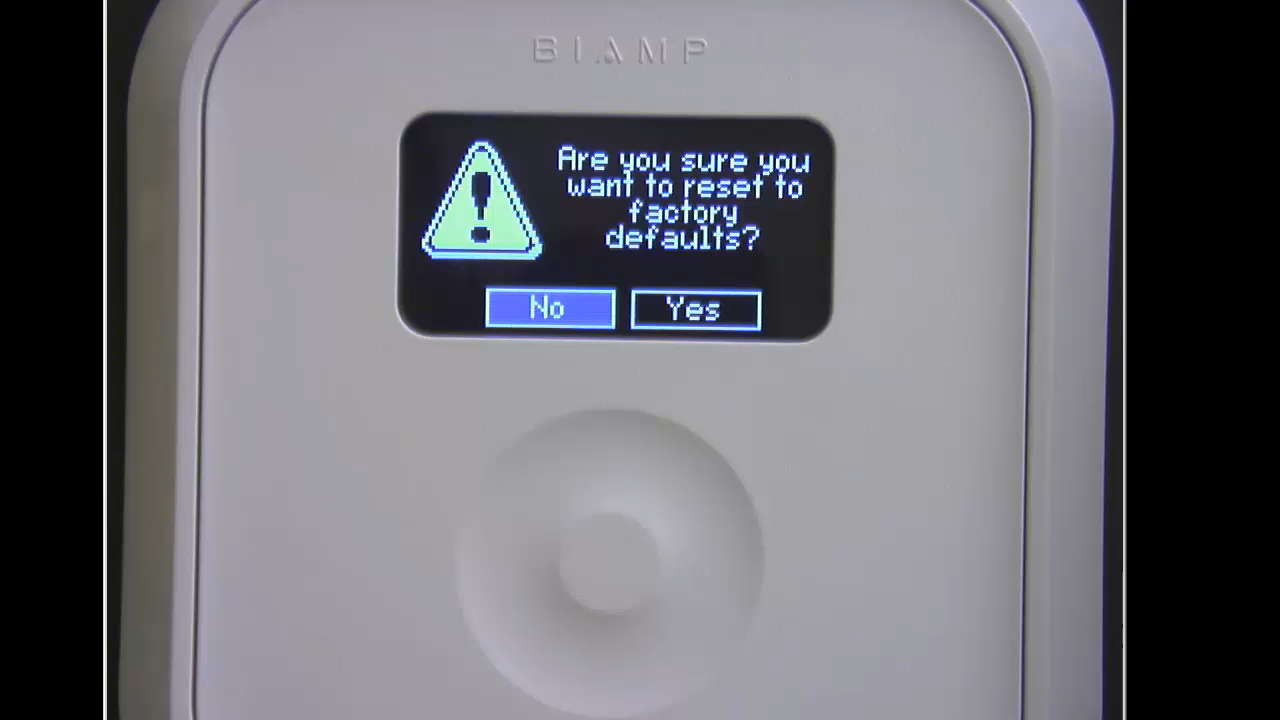 BIAMP
Are you sure you
want to reset to
factory
defaults?
No
Yes